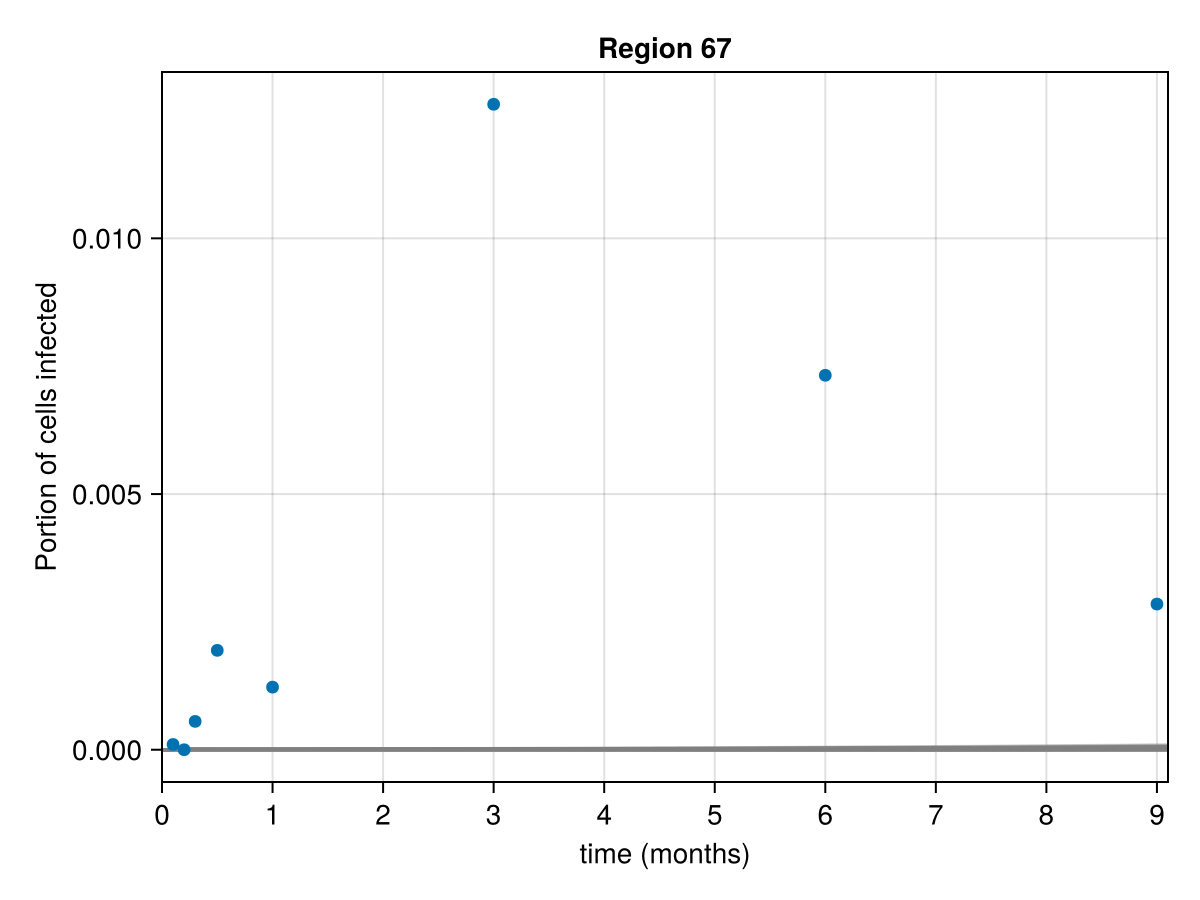 Region 67
Portion of cells infected
0.010
0.005
0.000
0 1 2 3 4 5 6 7 8 9
time (months)